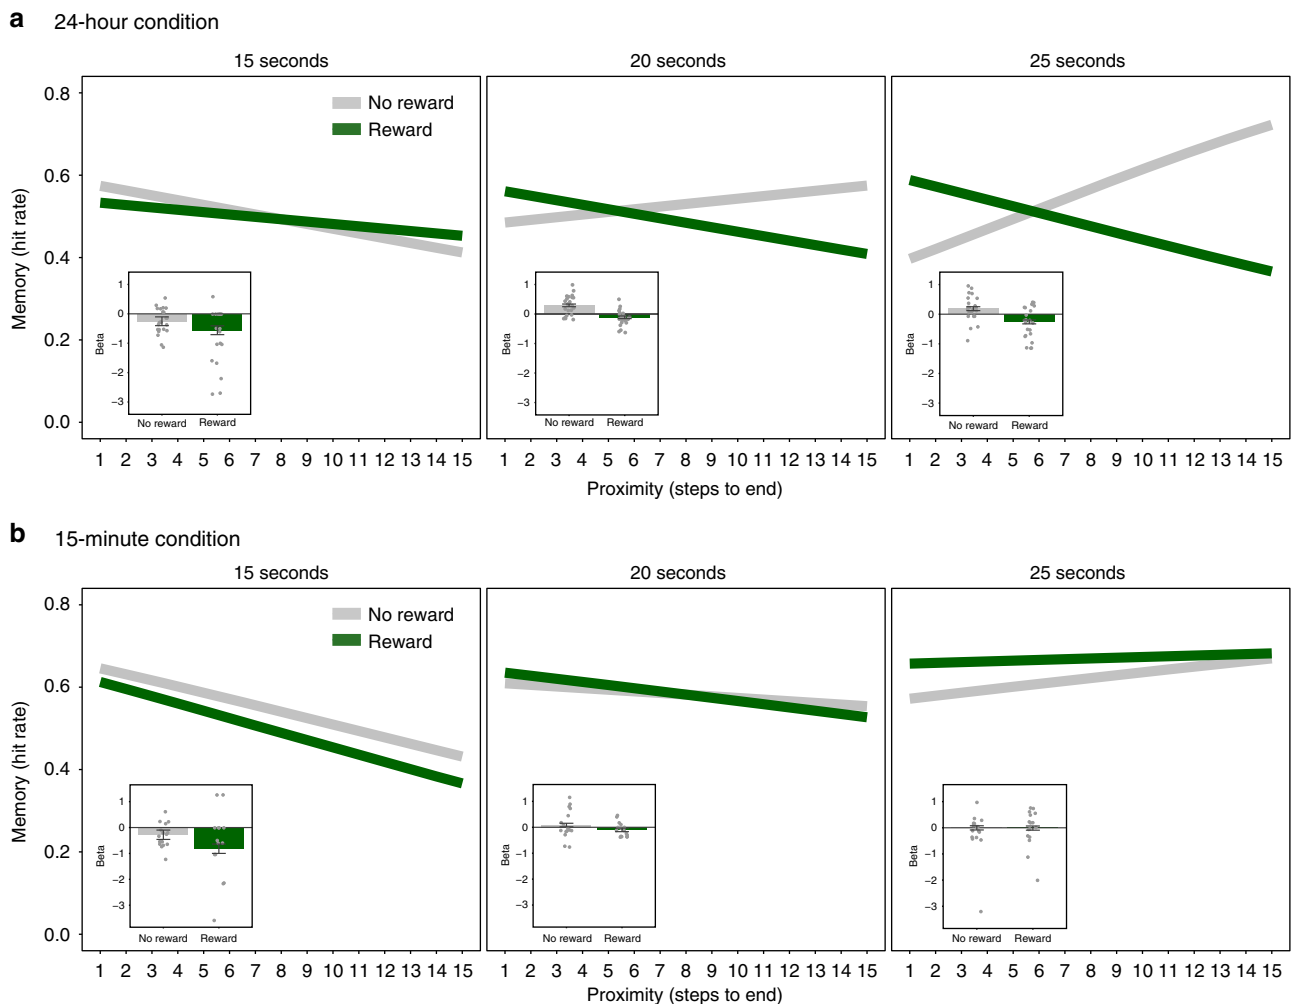 a 24-hour condition
15 seconds 20 seconds 25 seconds
0.8
No reward
Reward
0.6
Memory (hit rate)
0.4
0.2
0.0
Beta
1
0
−1
−2
−3
No reward Reward
Beta
1
0
−1
−2
−3
No reward Reward
Beta
1
0
−1
−2
−3
No reward Reward
1 2 3 4 5 6 7 8 9 10 11 12 13 14 15 1 2 3 4 5 6 7 8 9 10 11 12 13 14 15 1 2 3 4 5 6 7 8 9 10 11 12 13 14 15
Proximity (steps to end)
b 15-minute condition
15 seconds 20 seconds 25 seconds
0.8
No reward
Reward
0.6
Memory (hit rate)
0.4
0.2
0.0
Beta
1
0
−1
−2
−3
No reward Reward
Beta
1
0
−1
−2
−3
No reward Reward
Beta
1
0
−1
−2
−3
No reward Reward
1 2 3 4 5 6 7 8 9 10 11 12 13 14 15 1 2 3 4 5 6 7 8 9 10 11 12 13 14 15 1 2 3 4 5 6 7 8 9 10 11 12 13 14 15
Proximity (steps to end)